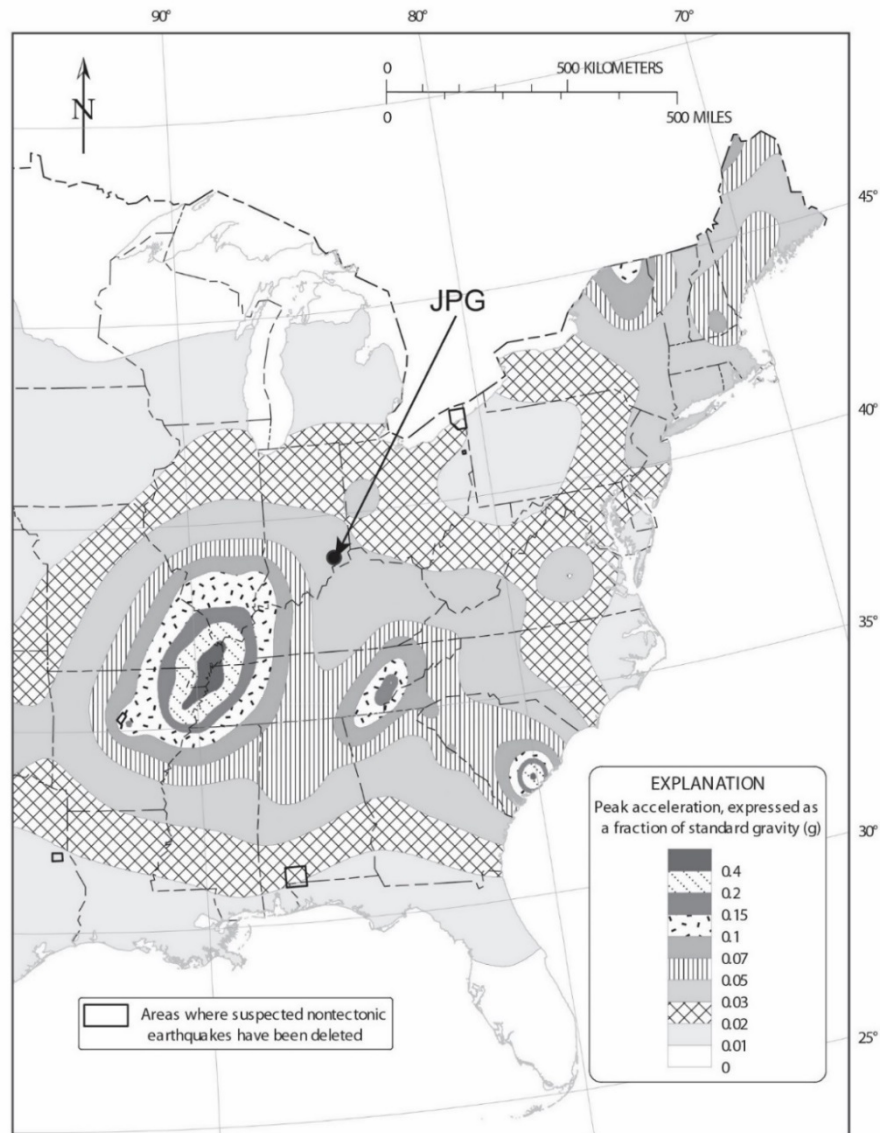 90°
80°
70°
0
500 KILOMETERS
0
500 MILES
N
45°
JPG
40°
35°
30°
25°
EXPLANATION
Peak acceleration, expressed as
a fraction of standard gravity (g)
0.4
0.2
0.15
0.1
0.07
0.05
0.03
0.02
0.01
0
Areas where suspected nontectonic
earthquakes have been deleted